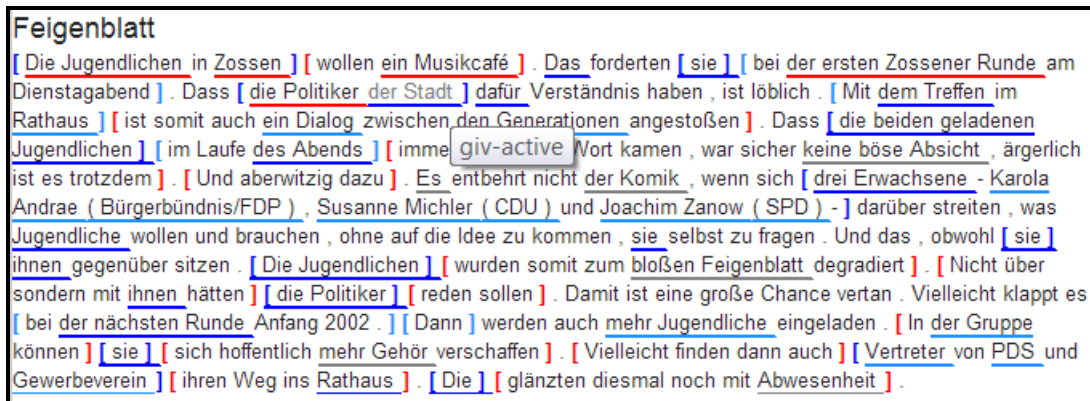 Feigenblatt
[ Die Jugendlichen in Zossen ] [ wollen ein Musikcafé ] . Das forderten [ sie ] [ bei der ersten Zossener Runde am
Dienstagabend ] . Dass [ die Politiker der Stadt ] dafür Verständnis haben , ist löblich . [ Mit dem Treffen im
Rathaus ] [ ist somit auch ein Dialog zwischen den Generationen angestoßen ] . Dass [ die beiden geladenen
Jugendlichen ] [ im Laufe des Abends ] [ imme giv-active Wort kamen , war sicher keine böse Absicht , ärgerlich
ist es trotzdem ] . [ Und aberwitzig dazu ] . Es entbehrt nicht der Komik , wenn sich [ drei Erwachsene - Karola
Andrae ( Bürgerbündnis/FDP ) , Susanne Michler ( CDU ) und Joachim Zanow ( SPD ) - ] darüber streiten , was
Jugendliche wollen und brauchen , ohne auf die Idee zu kommen , sie selbst zu fragen . Und das , obwohl [ sie ]
ihnen gegenüber sitzen . [ Die Jugendlichen ] [ wurden somit zum bloßen Feigenblatt degradiert ] . [ Nicht über
sondern mit ihnen hätten ] [ die Politiker ] [ reden sollen ] . Damit ist eine große Chance vertan . Vielleicht klappt es
[ bei der nächsten Runde Anfang 2002 . ] [ Dann ] werden auch mehr Jugendliche eingeladen . [ In der Gruppe
können ] [ sie ] [ sich hoffentlich mehr Gehör verschaffen ] . [ Vielleicht finden dann auch ] [ Vertreter von PDS und
Gewerbeverein ] [ ihren Weg ins Rathaus ] . [ Die ] [ glänzten diesmal noch mit Abwesenheit ] .